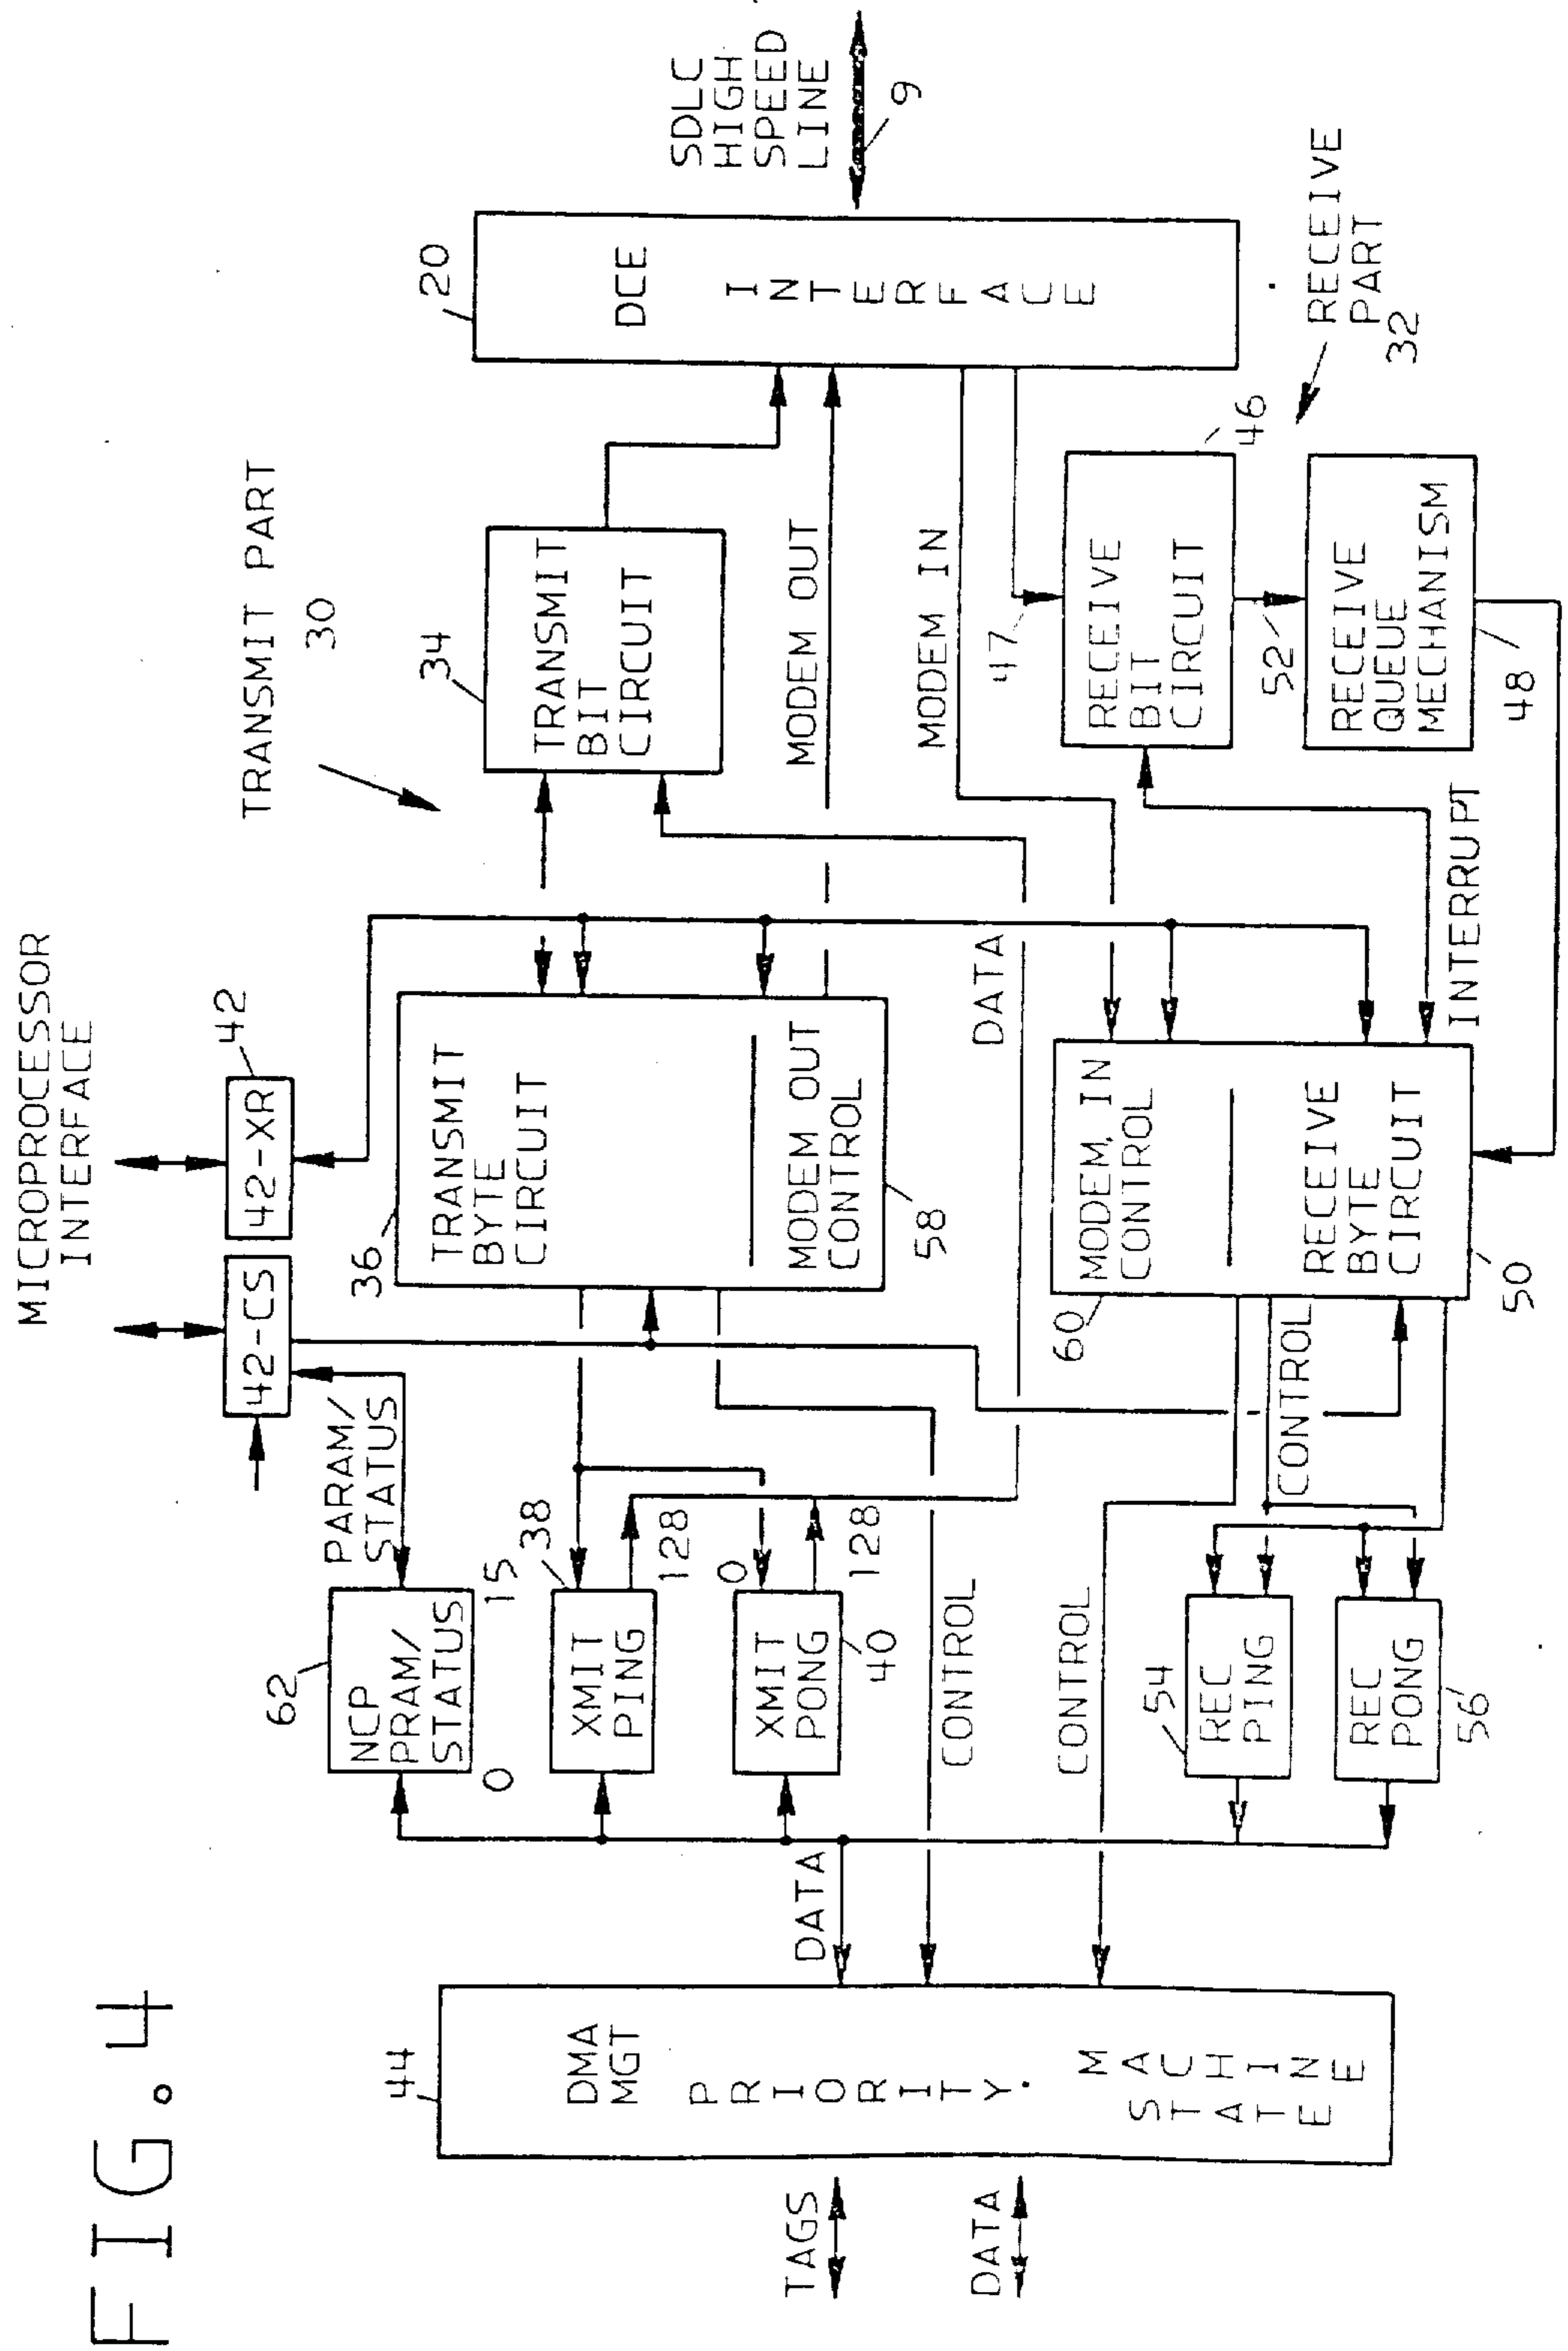 FIG. 4
MICROPROCESSOR
INTERFACE
42
42-CS
42-XR
TRANSMIT PART
30
PARAM/
STATUS
62
NCP
PRAM/
STATUS
0
15
38
XMIT
PING
128
0
XMIT
PONG
128
40
36
TRANSMIT
BYTE
CIRCUIT
MODEM OUT
CONTROL
58
34
TRANSMIT
BIT
CIRCUIT
MODEM OUT
20
DCE
INTERFACE
SDLC
HIGH
SPEED
LINE
9
44
DMA
MGT
PRIORITY.
STATE
MACHINE
TAGS
DATA
DATA
CONTROL
CONTROL
DATA
MODEM IN
47
60
MODEM, IN
CONTROL
RECEIVE
BYTE
CIRCUIT
50
CONTROL
54
REC
PING
REC
PONG
56
46
RECEIVE
BIT
CIRCUIT
52
RECEIVE
QUEUE
MECHANISM
48
INTERRUPT
RECEIVE
PART
32